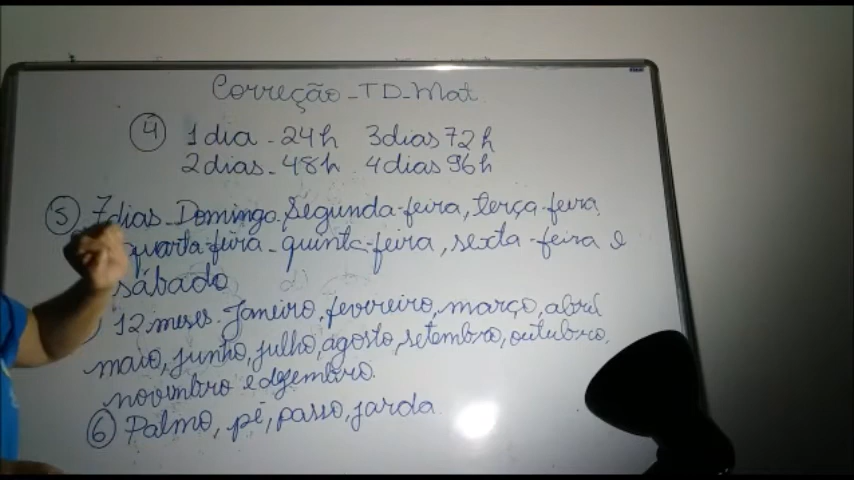 Correção - TD - Mat
4 1 dia - 24h 3 dias 72h
2 dias - 48h 4 dias 96h
5 7 dias - Domingo. Segunda-feira, terça-feira,
quarta-feira - quinta-feira, sexta-feira e
sábado
12 meses. Janeiro, fevereiro, março, abril
maio, junho, julho, agosto, setembro, outubro,
novembro e dezembro.
6 Palmo, pé, passo, jarda